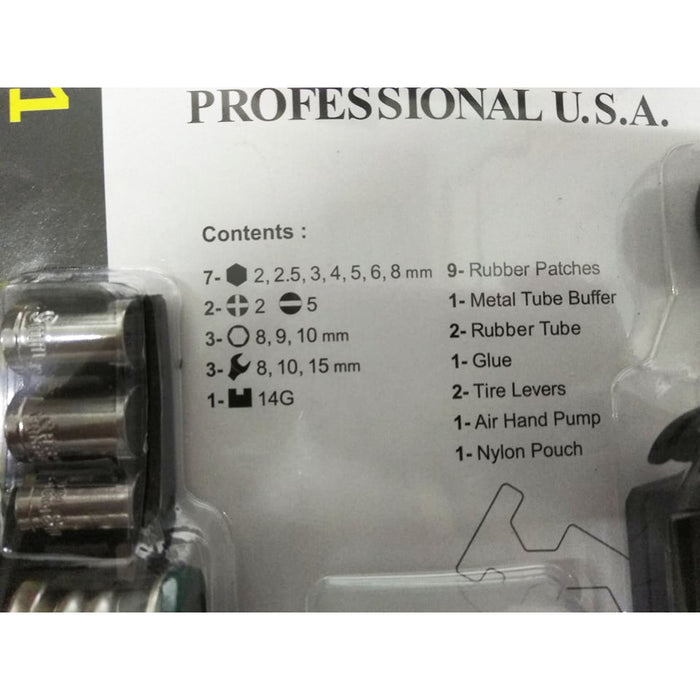 1
PROFESSIONAL U.S.A.
Contents :
7- 2, 2.5, 3, 4, 5, 6, 8 mm
2- 2 5
3- 8, 9, 10 mm
3- 8, 10, 15 mm
1- 14G
9- Rubber Patches
1- Metal Tube Buffer
2- Rubber Tube
1- Glue
2- Tire Levers
1- Air Hand Pump
1- Nylon Pouch